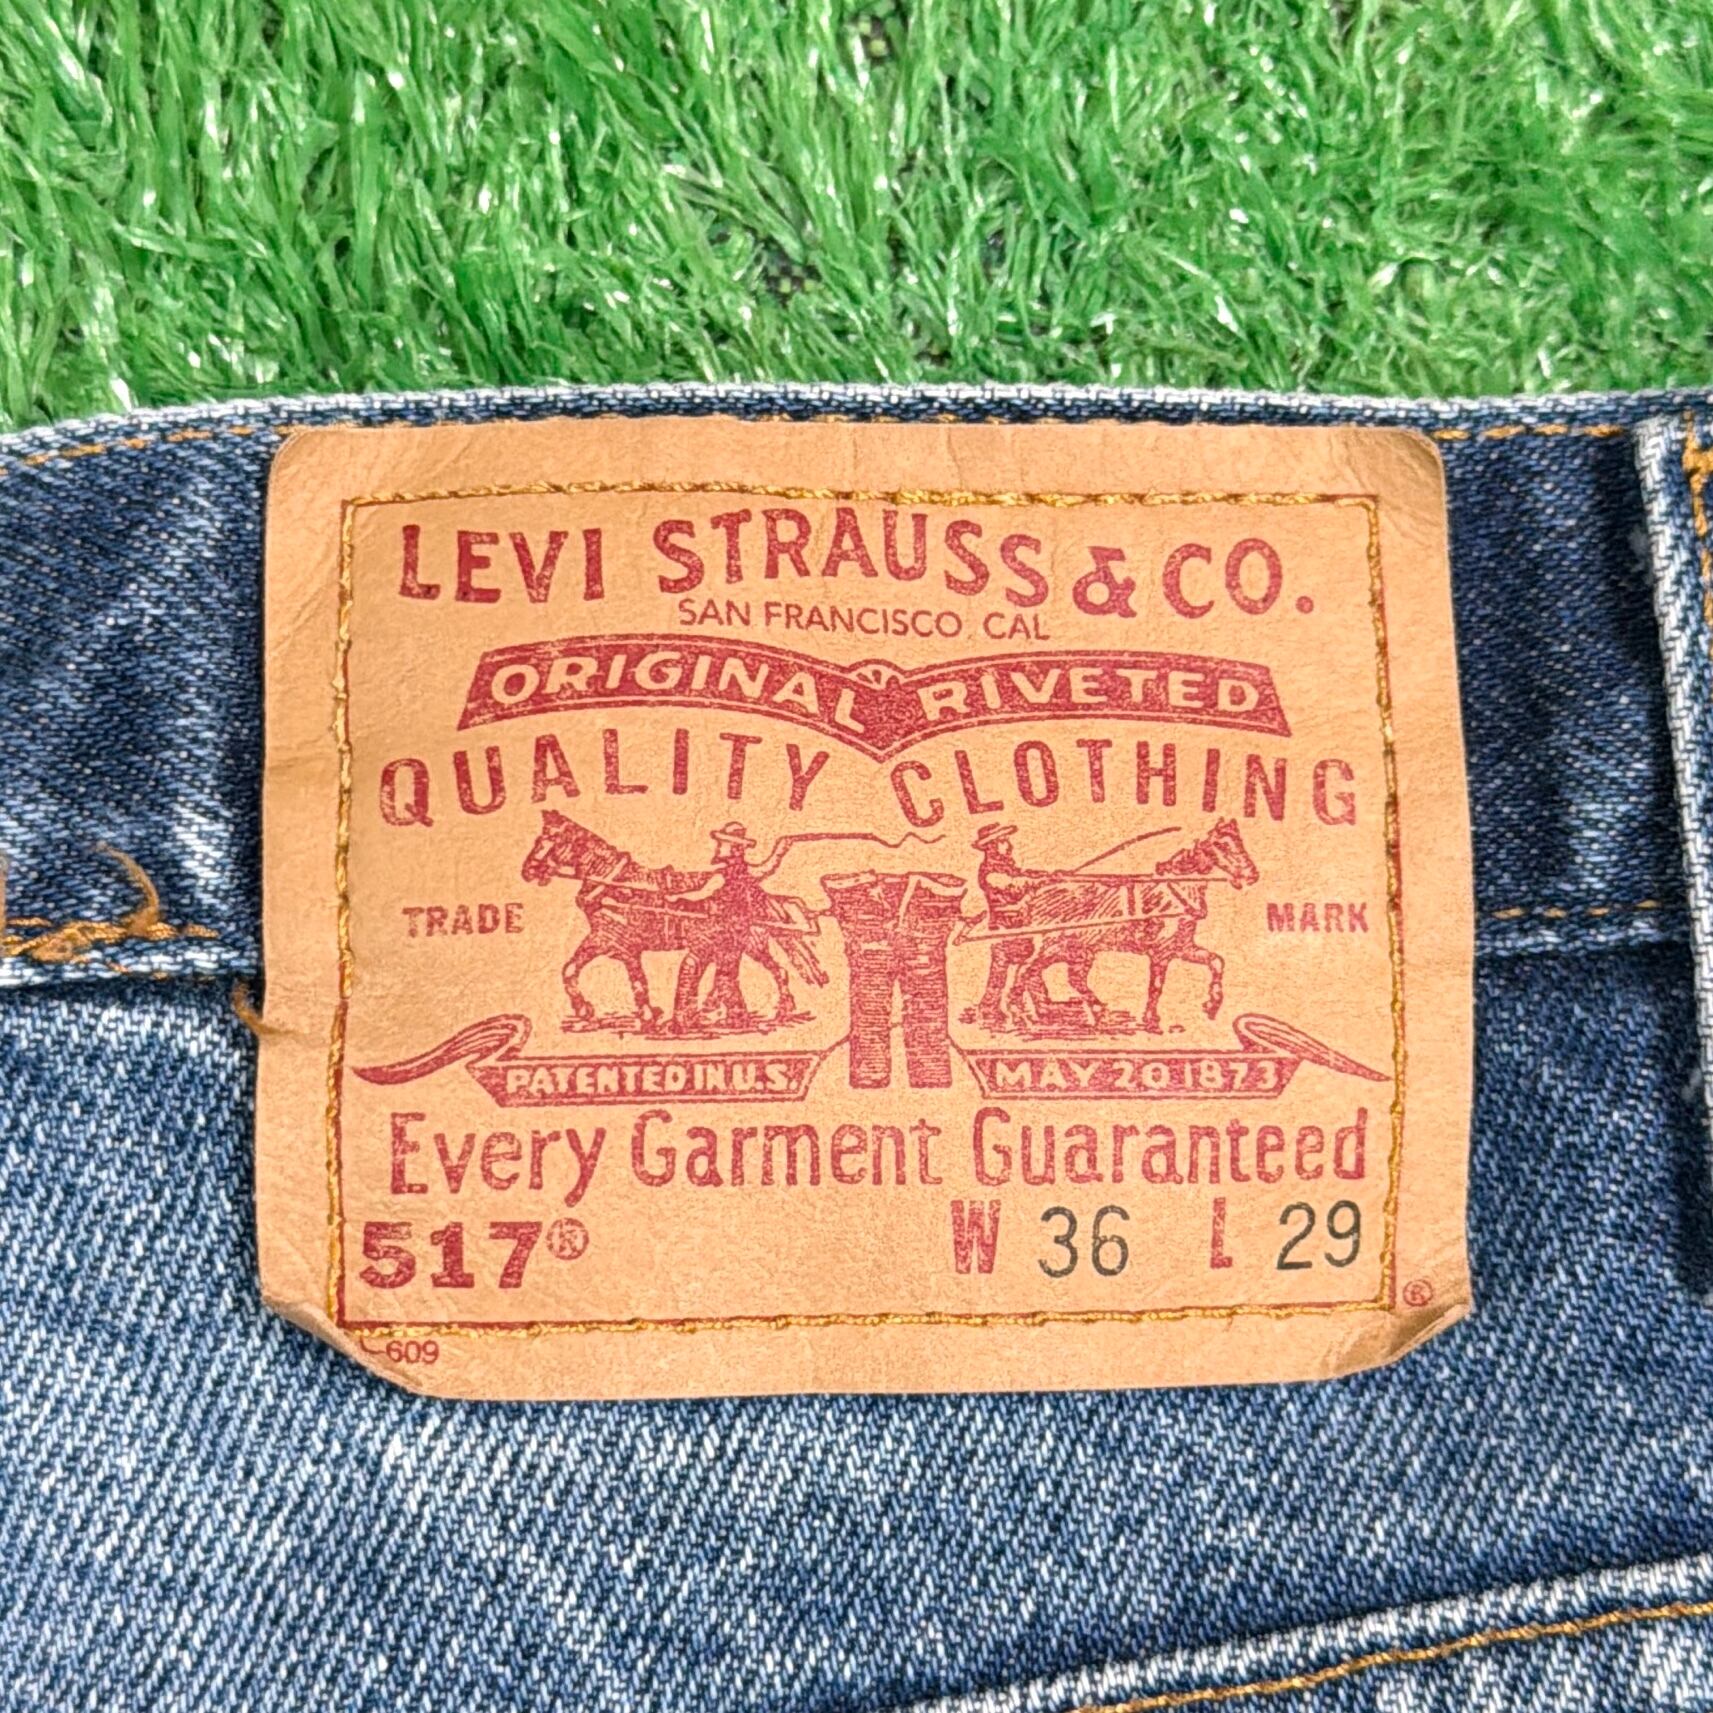 LEVI STRAUSS & CO.
SAN FRANCISCO, CAL
ORIGINAL RIVETED
QUALITY CLOTHING
TRADE MARK
PATENTED IN U.S. MAY 20 1873
Every Garment Guaranteed
517® W 36 L 29
®
609